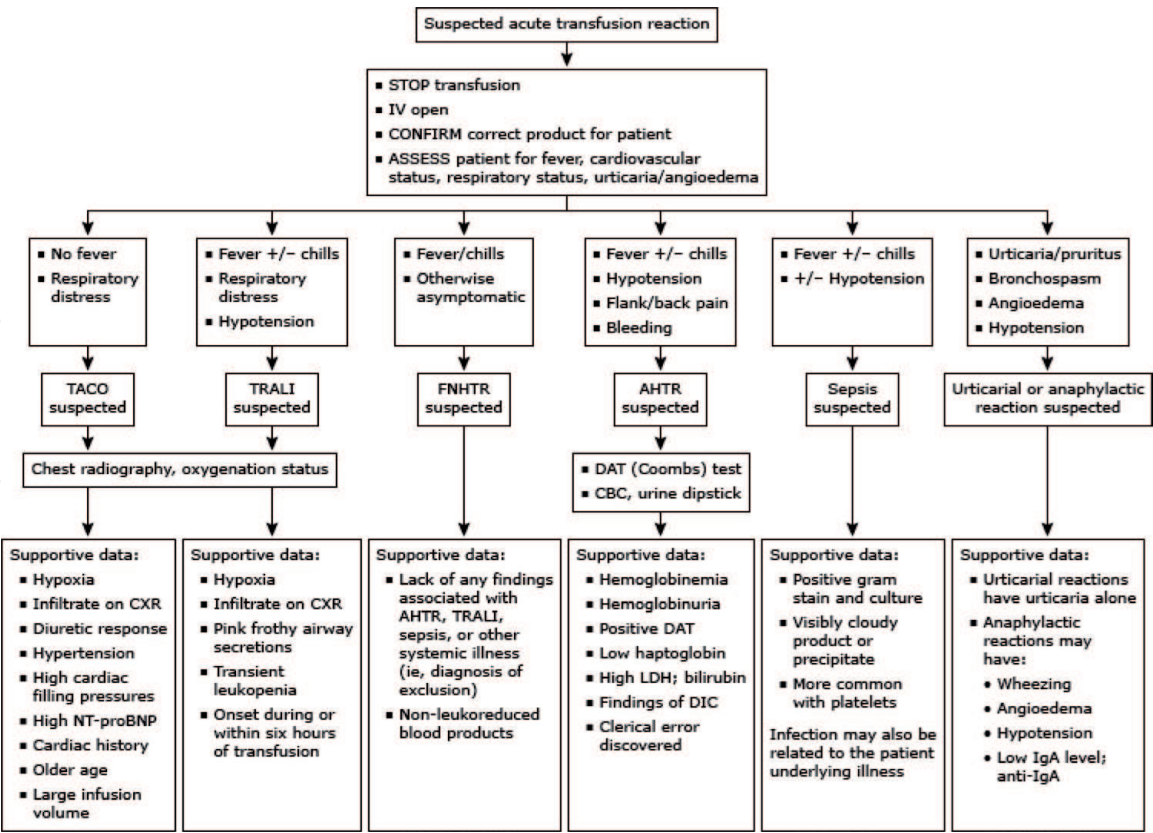 Suspected acute transfusion reaction
▪ STOP transfusion
▪ IV open
▪ CONFIRM correct product for patient
▪ ASSESS patient for fever, cardiovascular
status, respiratory status, urticaria/angioedema
▪ No fever
▪ Respiratory
distress
▪ Fever +/− chills
▪ Respiratory
distress
▪ Hypotension
▪ Fever/chills
▪ Otherwise
asymptomatic
▪ Fever +/− chills
▪ Hypotension
▪ Flank/back pain
▪ Bleeding
▪ Fever +/− chills
▪ +/− Hypotension
▪ Urticaria/pruritus
▪ Bronchospasm
▪ Angioedema
▪ Hypotension
TACO
suspected
TRALI
suspected
FNHTR
suspected
AHTR
suspected
Sepsis
suspected
Urticarial or anaphylactic
reaction suspected
Chest radiography, oxygenation status
▪ DAT (Coombs) test
▪ CBC, urine dipstick
Supportive data:
▪ Hypoxia
▪ Infiltrate on CXR
▪ Diuretic response
▪ Hypertension
▪ High cardiac
filling pressures
▪ High NT-proBNP
▪ Cardiac history
▪ Older age
▪ Large infusion
volume
Supportive data:
▪ Hypoxia
▪ Infiltrate on CXR
▪ Pink frothy airway
secretions
▪ Transient
leukopenia
▪ Onset during or
within six hours
of transfusion
Supportive data:
▪ Lack of any findings
associated with
AHTR, TRALI,
sepsis, or other
systemic illness
(ie, diagnosis of
exclusion)
▪ Non-leukoreduced
blood products
Supportive data:
▪ Hemoglobinemia
▪ Hemoglobinuria
▪ Positive DAT
▪ Low haptoglobin
▪ High LDH; bilirubin
▪ Findings of DIC
▪ Clerical error
discovered
Supportive data:
▪ Positive gram
stain and culture
▪ Visibly cloudy
product or
precipitate
▪ More common
with platelets
Infection may also be
related to the patient
underlying illness
Supportive data:
▪ Urticarial reactions
have urticaria alone
▪ Anaphylactic
reactions may
have:
• Wheezing
• Angioedema
• Hypotension
• Low IgA level;
anti-IgA